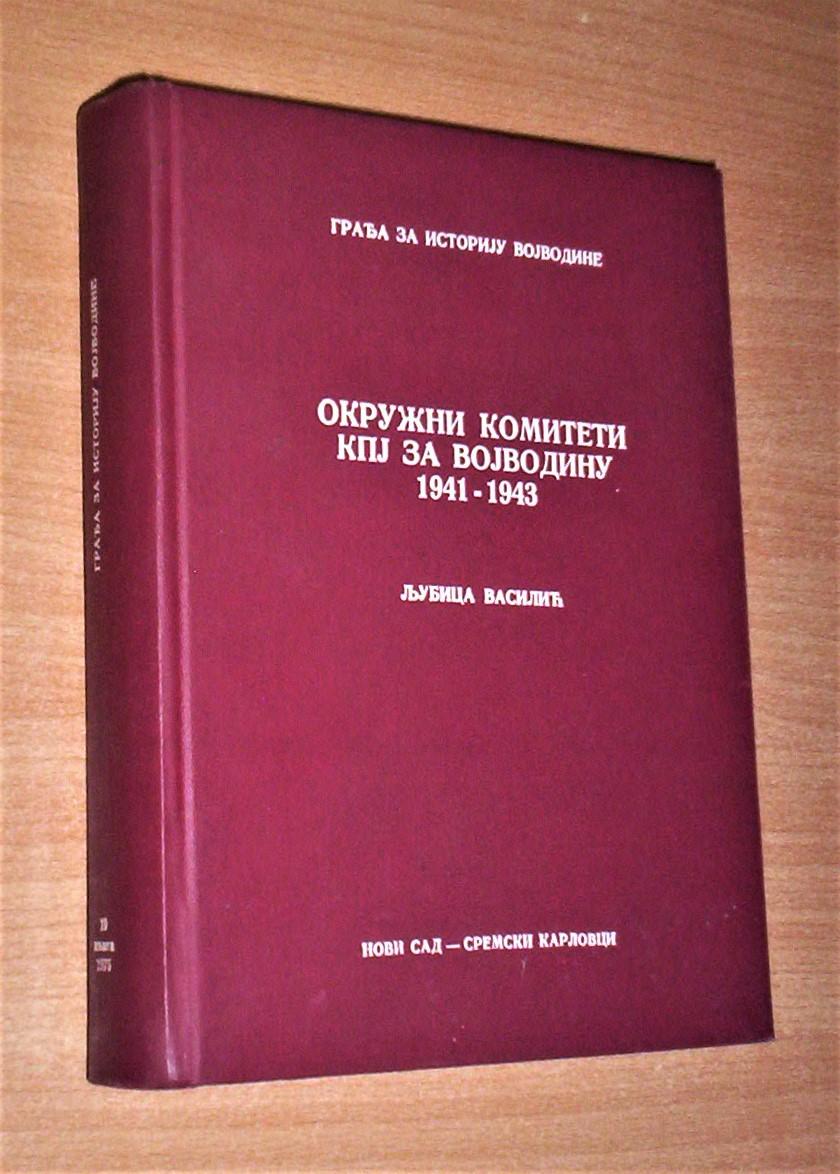 ГРАЂА ЗА ИСТОРИЈУ ВОЈВОДИНЕ
ОКРУЖНИ КОМИТЕТИ
КПЈ ЗА ВОЈВОДИНУ
1941 - 1943
ЉУБИЦА ВАСИЛИЋ
НОВИ САД — СРЕМСКИ КАРЛОВЦИ
ГРАЂА ЗА ИСТОРИЈУ ВОЈВОДИНЕ
књига